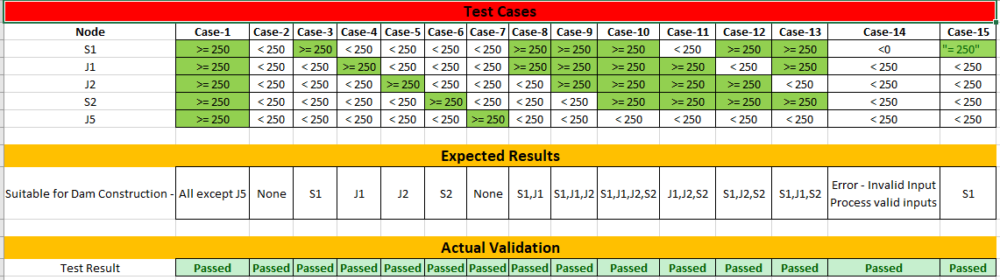 Test Cases
Node Case-1 Case-2 Case-3 Case-4 Case-5 Case-6 Case-7 Case-8 Case-9 Case-10 Case-11 Case-12 Case-13 Case-14 Case-15
S1 >= 250 < 250 >= 250 < 250 < 250 < 250 < 250 >= 250 >= 250 >= 250 < 250 >= 250 >= 250 <0 "= 250"
J1 >= 250 < 250 < 250 >= 250 < 250 < 250 < 250 >= 250 >= 250 >= 250 >= 250 < 250 >= 250 < 250 < 250
J2 >= 250 < 250 < 250 < 250 >= 250 < 250 < 250 < 250 >= 250 >= 250 >= 250 >= 250 < 250 < 250 < 250
S2 >= 250 < 250 < 250 < 250 < 250 >= 250 < 250 < 250 < 250 >= 250 >= 250 >= 250 >= 250 < 250 < 250
J5 >= 250 < 250 < 250 < 250 < 250 < 250 >= 250 < 250 < 250 < 250 < 250 < 250 < 250 < 250 < 250
Expected Results
Suitable for Dam Construction - All except J5 None S1 J1 J2 S2 None S1,J1 S1,J1,J2 S1,J1,J2,S2 J1,J2,S2 S1,J2,S2 S1,J1,S2 Error - Invalid Input
Process valid inputs S1
Actual Validation
Test Result Passed Passed Passed Passed Passed Passed Passed Passed Passed Passed Passed Passed Passed Passed Passed